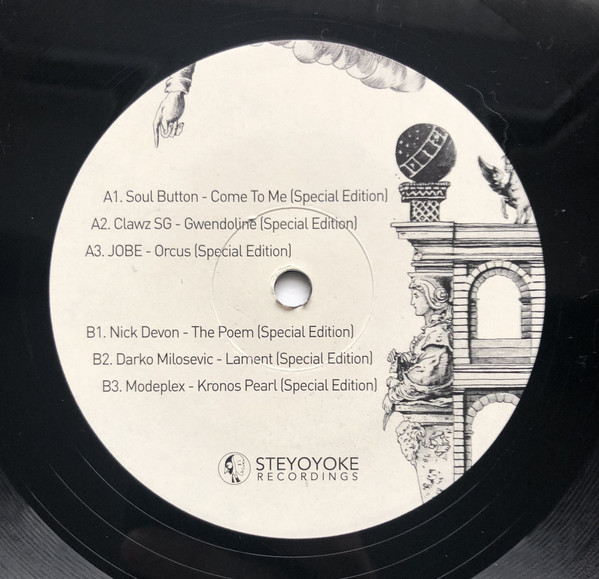 A1. Soul Button - Come To Me (Special Edition)
A2. Clawz SG - Gwendoline (Special Edition)
A3. JOBE - Orcus (Special Edition)
B1. Nick Devon - The Poem (Special Edition)
B2. Darko Milosevic - Lament (Special Edition)
B3. Modeplex - Kronos Pearl (Special Edition)
STEYOYOKE
RECORDINGS